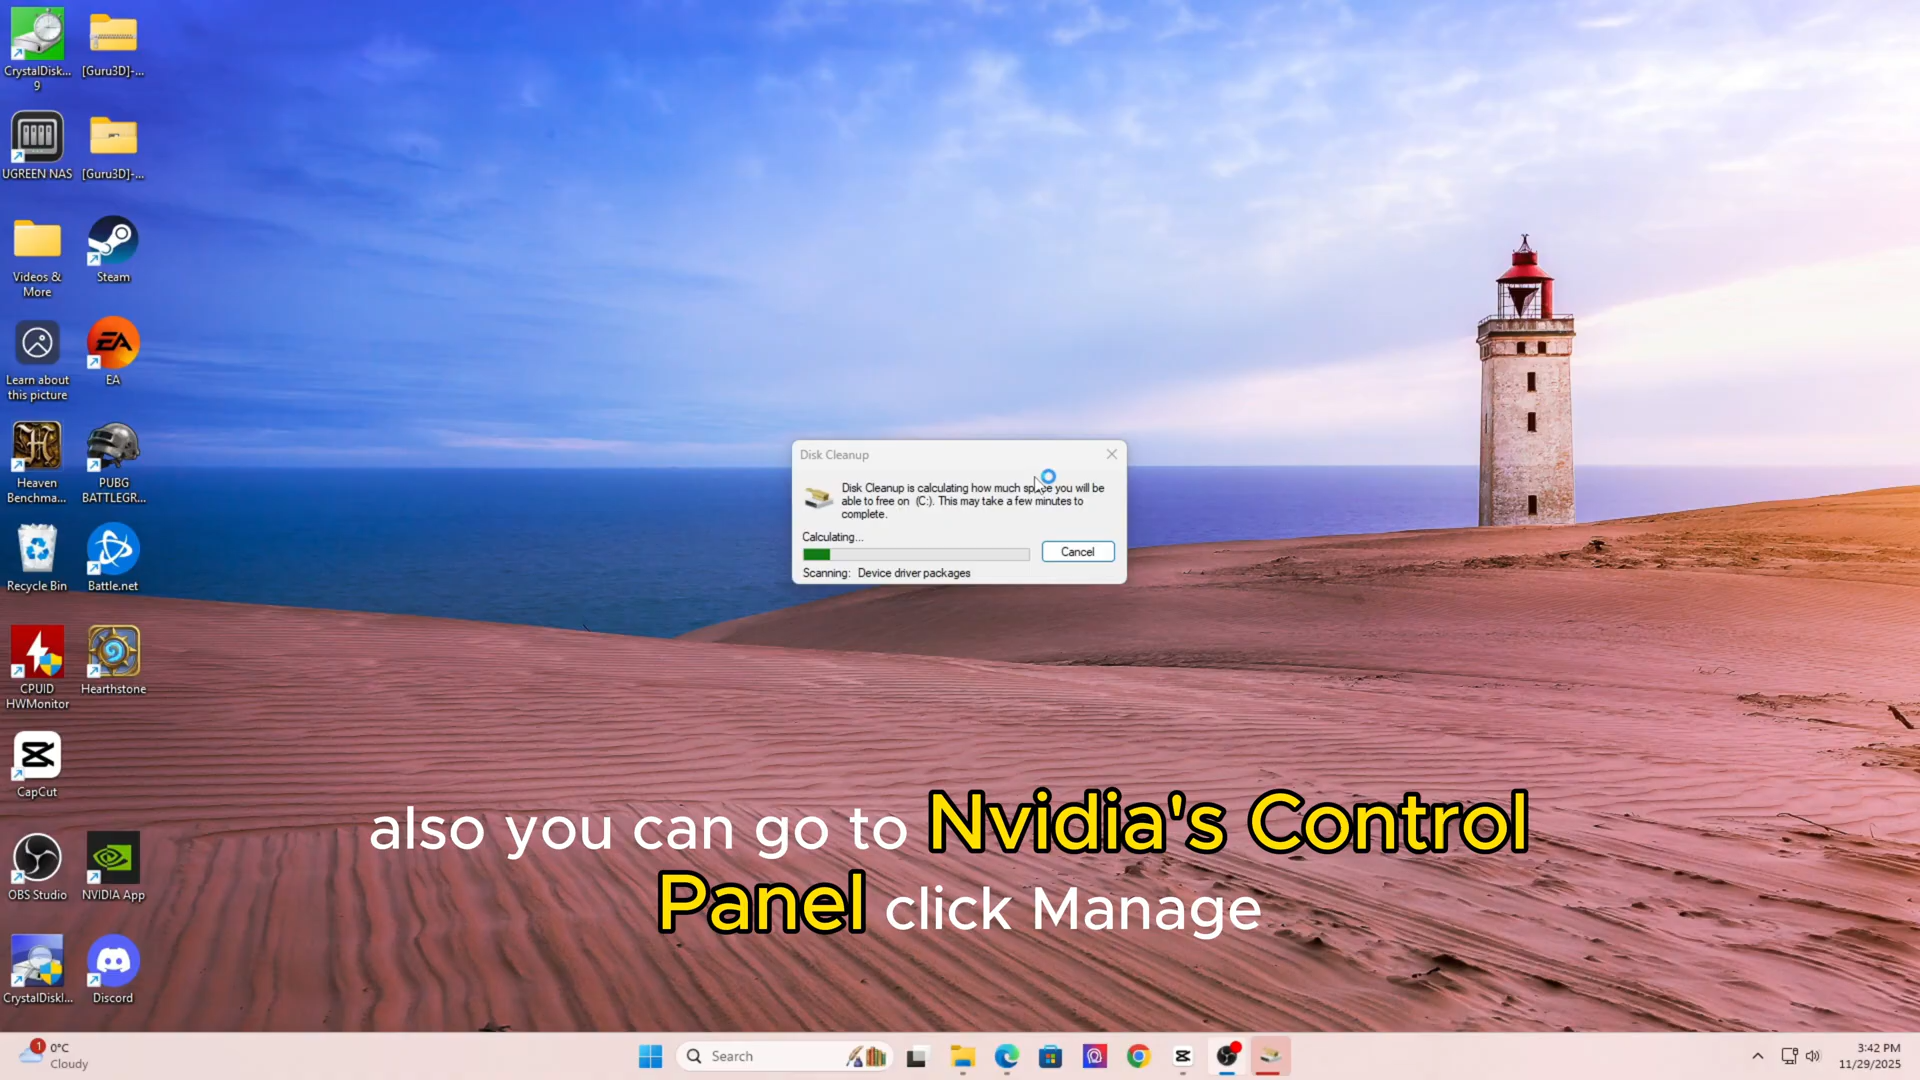 CrystalDisk...
9
[Guru3D]-...
UGREEN NAS
[Guru3D]-...
Videos &
More
Steam
Learn about
this picture
EA
EA
Heaven
Benchma...
PUBG
BATTLEGR...
Recycle Bin
Battle.net
CPUID
HWMonitor
Hearthstone
CapCut
OBS Studio
NVIDIA App
CrystalDiskI...
Discord
Disk Cleanup
Disk Cleanup is calculating how much space you will be
able to free on (C:). This may take a few minutes to
complete.
Calculating...
Cancel
Scanning: Device driver packages
also you can go to Nvidia's Control
Panel click Manage
1
0°C
Cloudy
Search
3:42 PM
11/29/2025